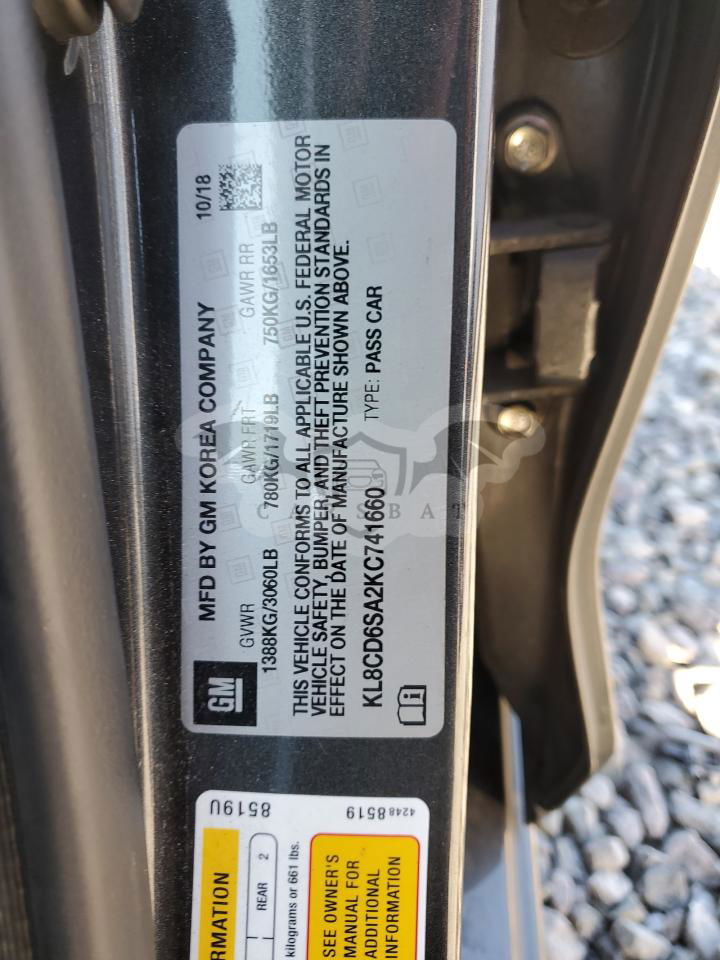 GM
MFD BY GM KOREA COMPANY 10/18
GVWR GAWR FRT GAWR RR
1388KG/3060LB 780KG/1719LB 750KG/1653LB
THIS VEHICLE CONFORMS TO ALL APPLICABLE U.S. FEDERAL MOTOR
VEHICLE SAFETY, BUMPER, AND THEFT PREVENTION STANDARDS IN
EFFECT ON THE DATE OF MANUFACTURE SHOWN ABOVE.
KL8CD6SA2KC741660 TYPE: PASS CAR
CARSBAT
8519U
42488519
RMATION
REAR 2
kilograms or 661 lbs.
SEE OWNER'S
MANUAL FOR
ADDITIONAL
INFORMATION